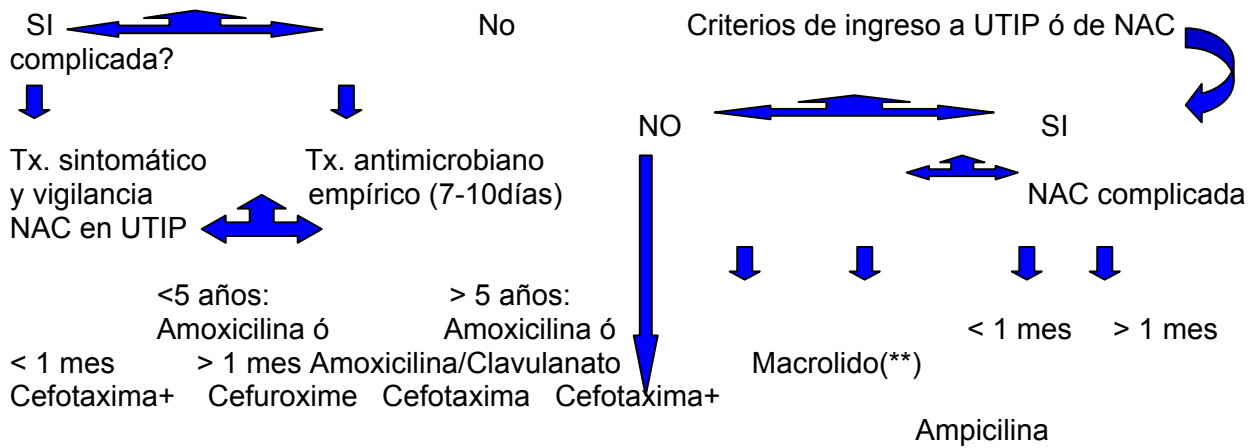 SI No Criterios de ingreso a UTIP ó de NAC
complicada?
NO SI
Tx. sintomático Tx. antimicrobiano
y vigilancia empírico (7-10días) NAC complicada
NAC en UTIP
<5 años: > 5 años:
Amoxicilina ó Amoxicilina ó < 1 mes > 1 mes
< 1 mes > 1 mes Amoxicilina/Clavulanato Macrolido(**)
Cefotaxima+ Cefuroxime Cefotaxima Cefotaxima+
Ampicilina